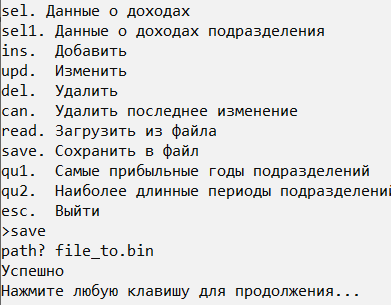 sel. Данные о доходах
sel1. Данные о доходах подразделения
ins. Добавить
upd. Изменить
del. Удалить
can. Удалить последнее изменение
read. Загрузить из файла
save. Сохранить в файл
qu1. Самые прибыльные годы подразделений
qu2. Наиболее длинные периоды
esc. Выйти
>save
path? file_to.bin
Успешно
Нажмите любую клавишу для продолжения...